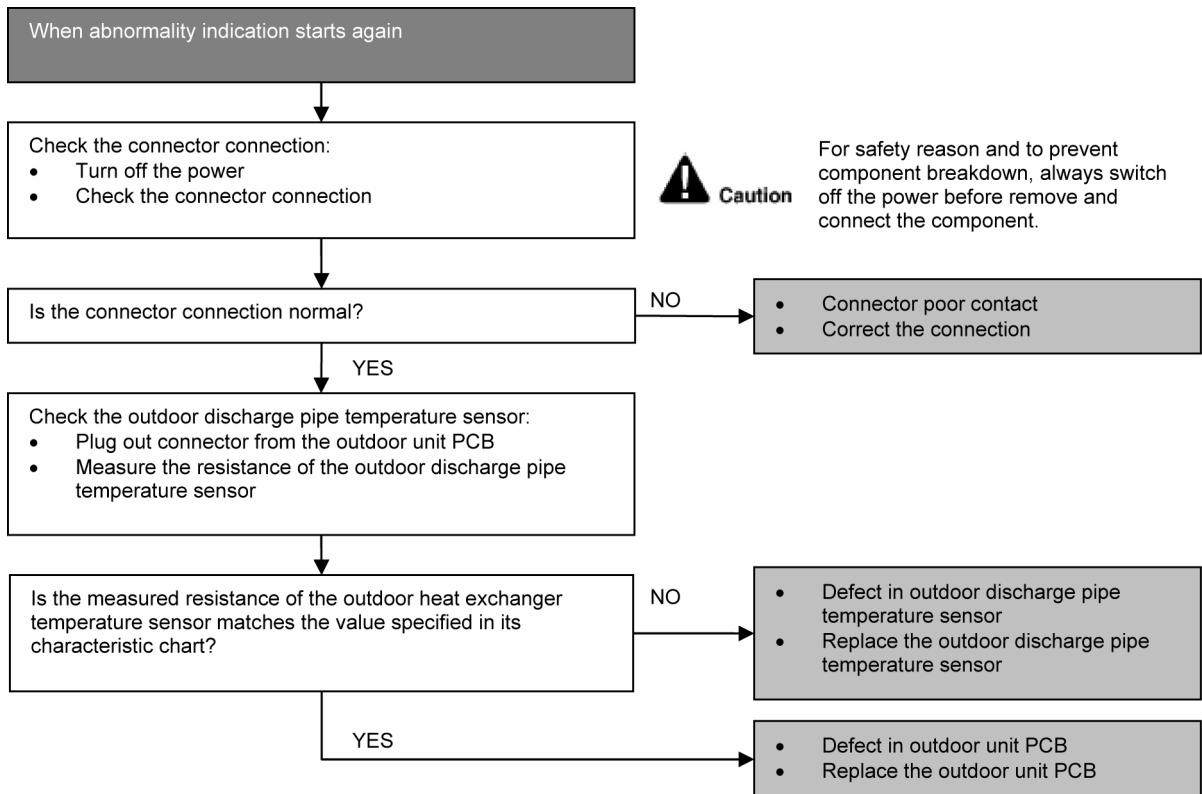 When abnormality indication starts again
Check the connector connection:
• Turn off the power
• Check the connector connection
Caution
For safety reason and to prevent
component breakdown, always switch
off the power before remove and
connect the component.
Is the connector connection normal?
NO
• Connector poor contact
• Correct the connection
YES
Check the outdoor discharge pipe temperature sensor:
• Plug out connector from the outdoor unit PCB
• Measure the resistance of the outdoor discharge pipe
temperature sensor
Is the measured resistance of the outdoor heat exchanger
temperature sensor matches the value specified in its
characteristic chart?
NO
• Defect in outdoor discharge pipe
temperature sensor
• Replace the outdoor discharge pipe
temperature sensor
YES
• Defect in outdoor unit PCB
• Replace the outdoor unit PCB